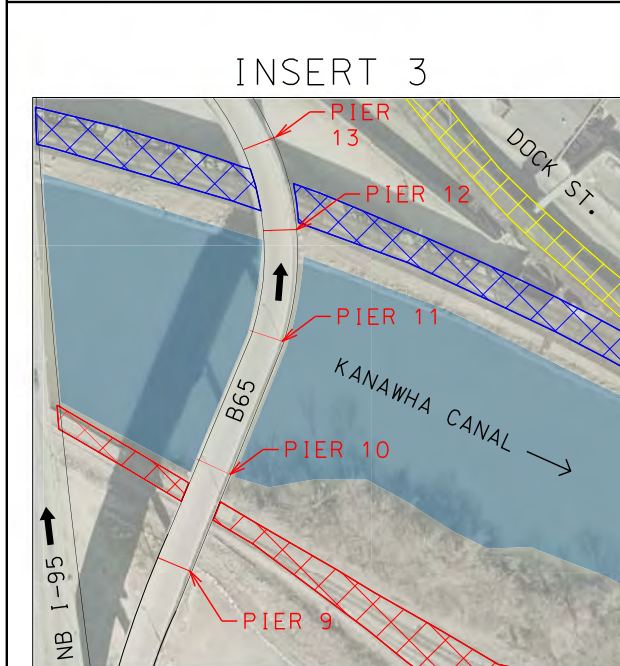 INSERT 3
PIER
13
DOCK ST.
PIER 12
PIER 11
KANAWHA CANAL
B65
PIER 10
NB I-95
PIER 9